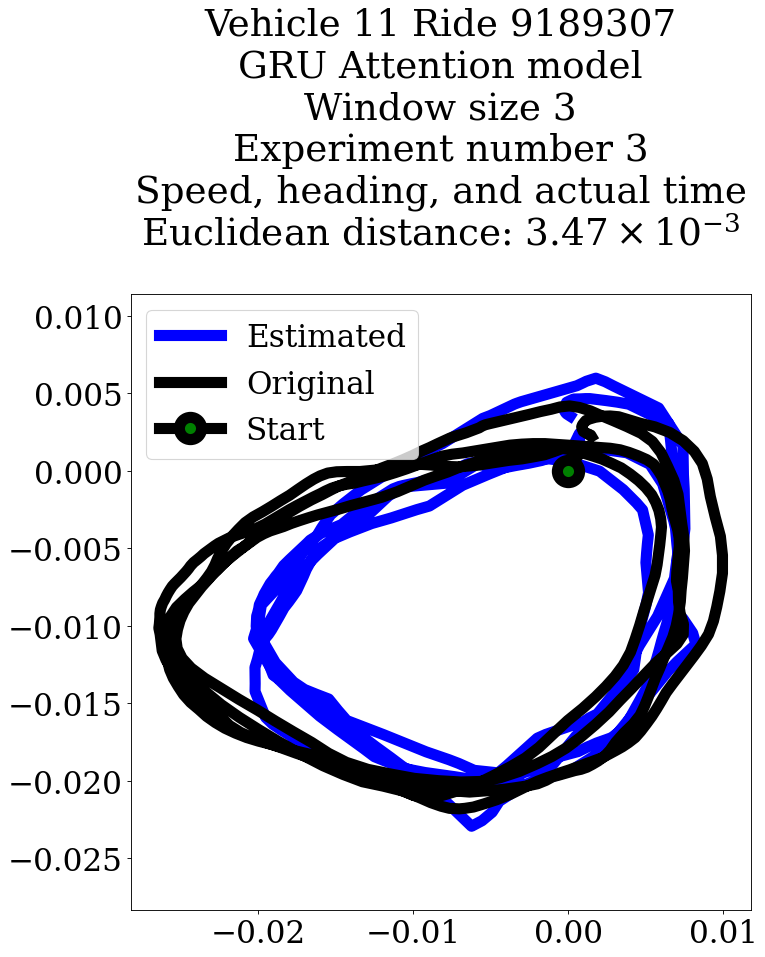 Vehicle 11 Ride 9189307
GRU Attention model
Window size 3
Experiment number 3
Speed, heading, and actual time
Euclidean distance: 3.47 × 10⁻³
Estimated
Original
Start
0.010
0.005
0.000
−0.005
−0.010
−0.015
−0.020
−0.025
−0.02 −0.01 0.00 0.01